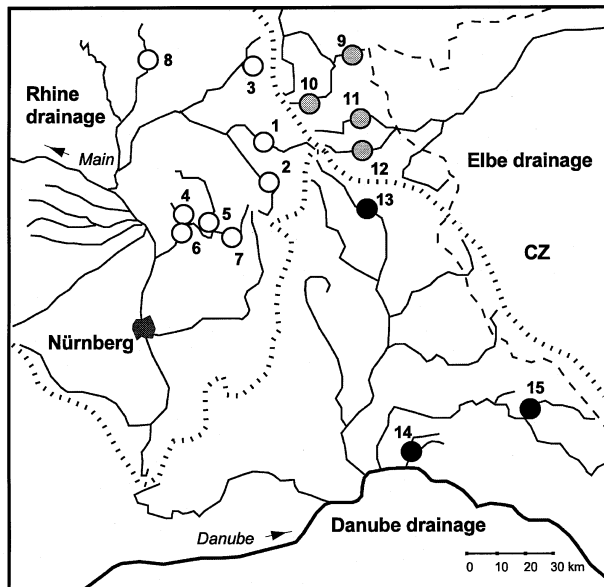 9
8
3
10
Rhine
drainage
11
1
Main
Elbe drainage
2
12
4
5
13
6
7
CZ
Nürnberg
15
14
Danube
Danube drainage
0 10 20 30 km